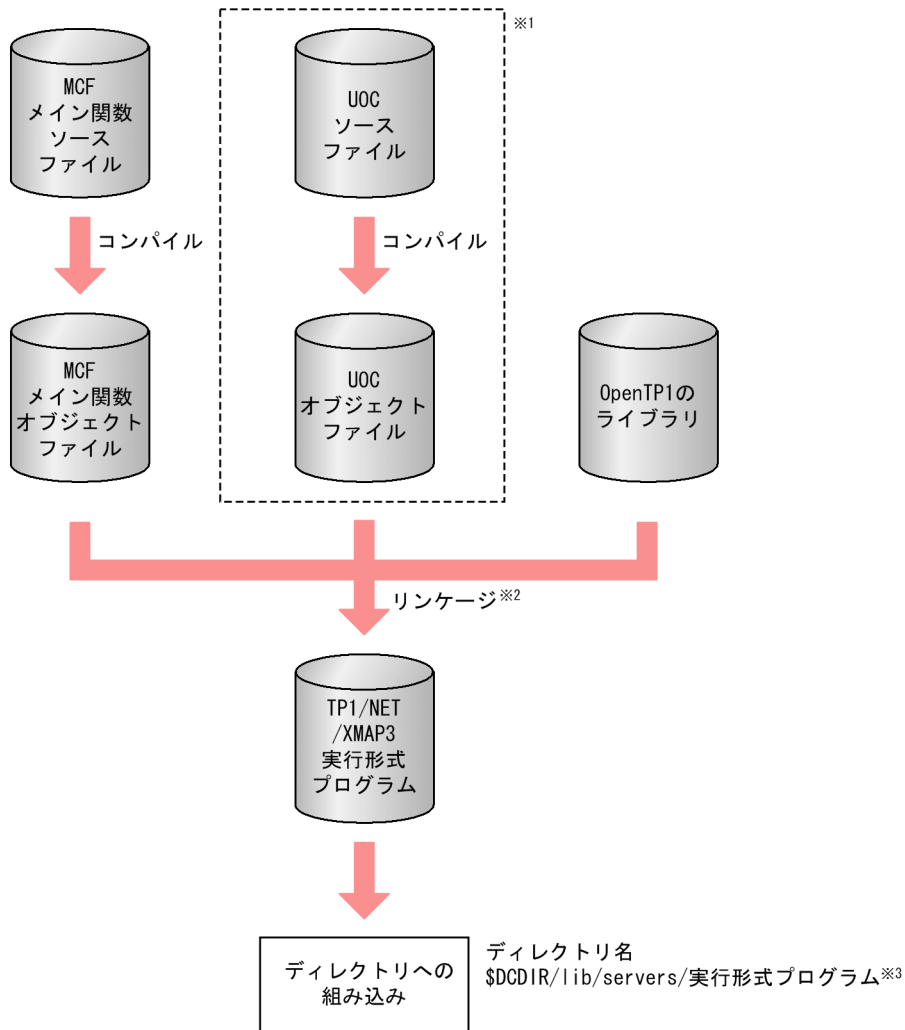 ※1
MCF
メイン関数
ソース
ファイル
UOC
ソース
ファイル
コンパイル
コンパイル
MCF
メイン関数
オブジェクト
ファイル
UOC
オブジェクト
ファイル
OpenTP1の
ライブラリ
リンケージ※2
TP1/NET
/XMAP3
実行形式
プログラム
ディレクトリへの
組み込み
ディレクトリ名
$DCDIR/lib/servers/実行形式プログラム※3